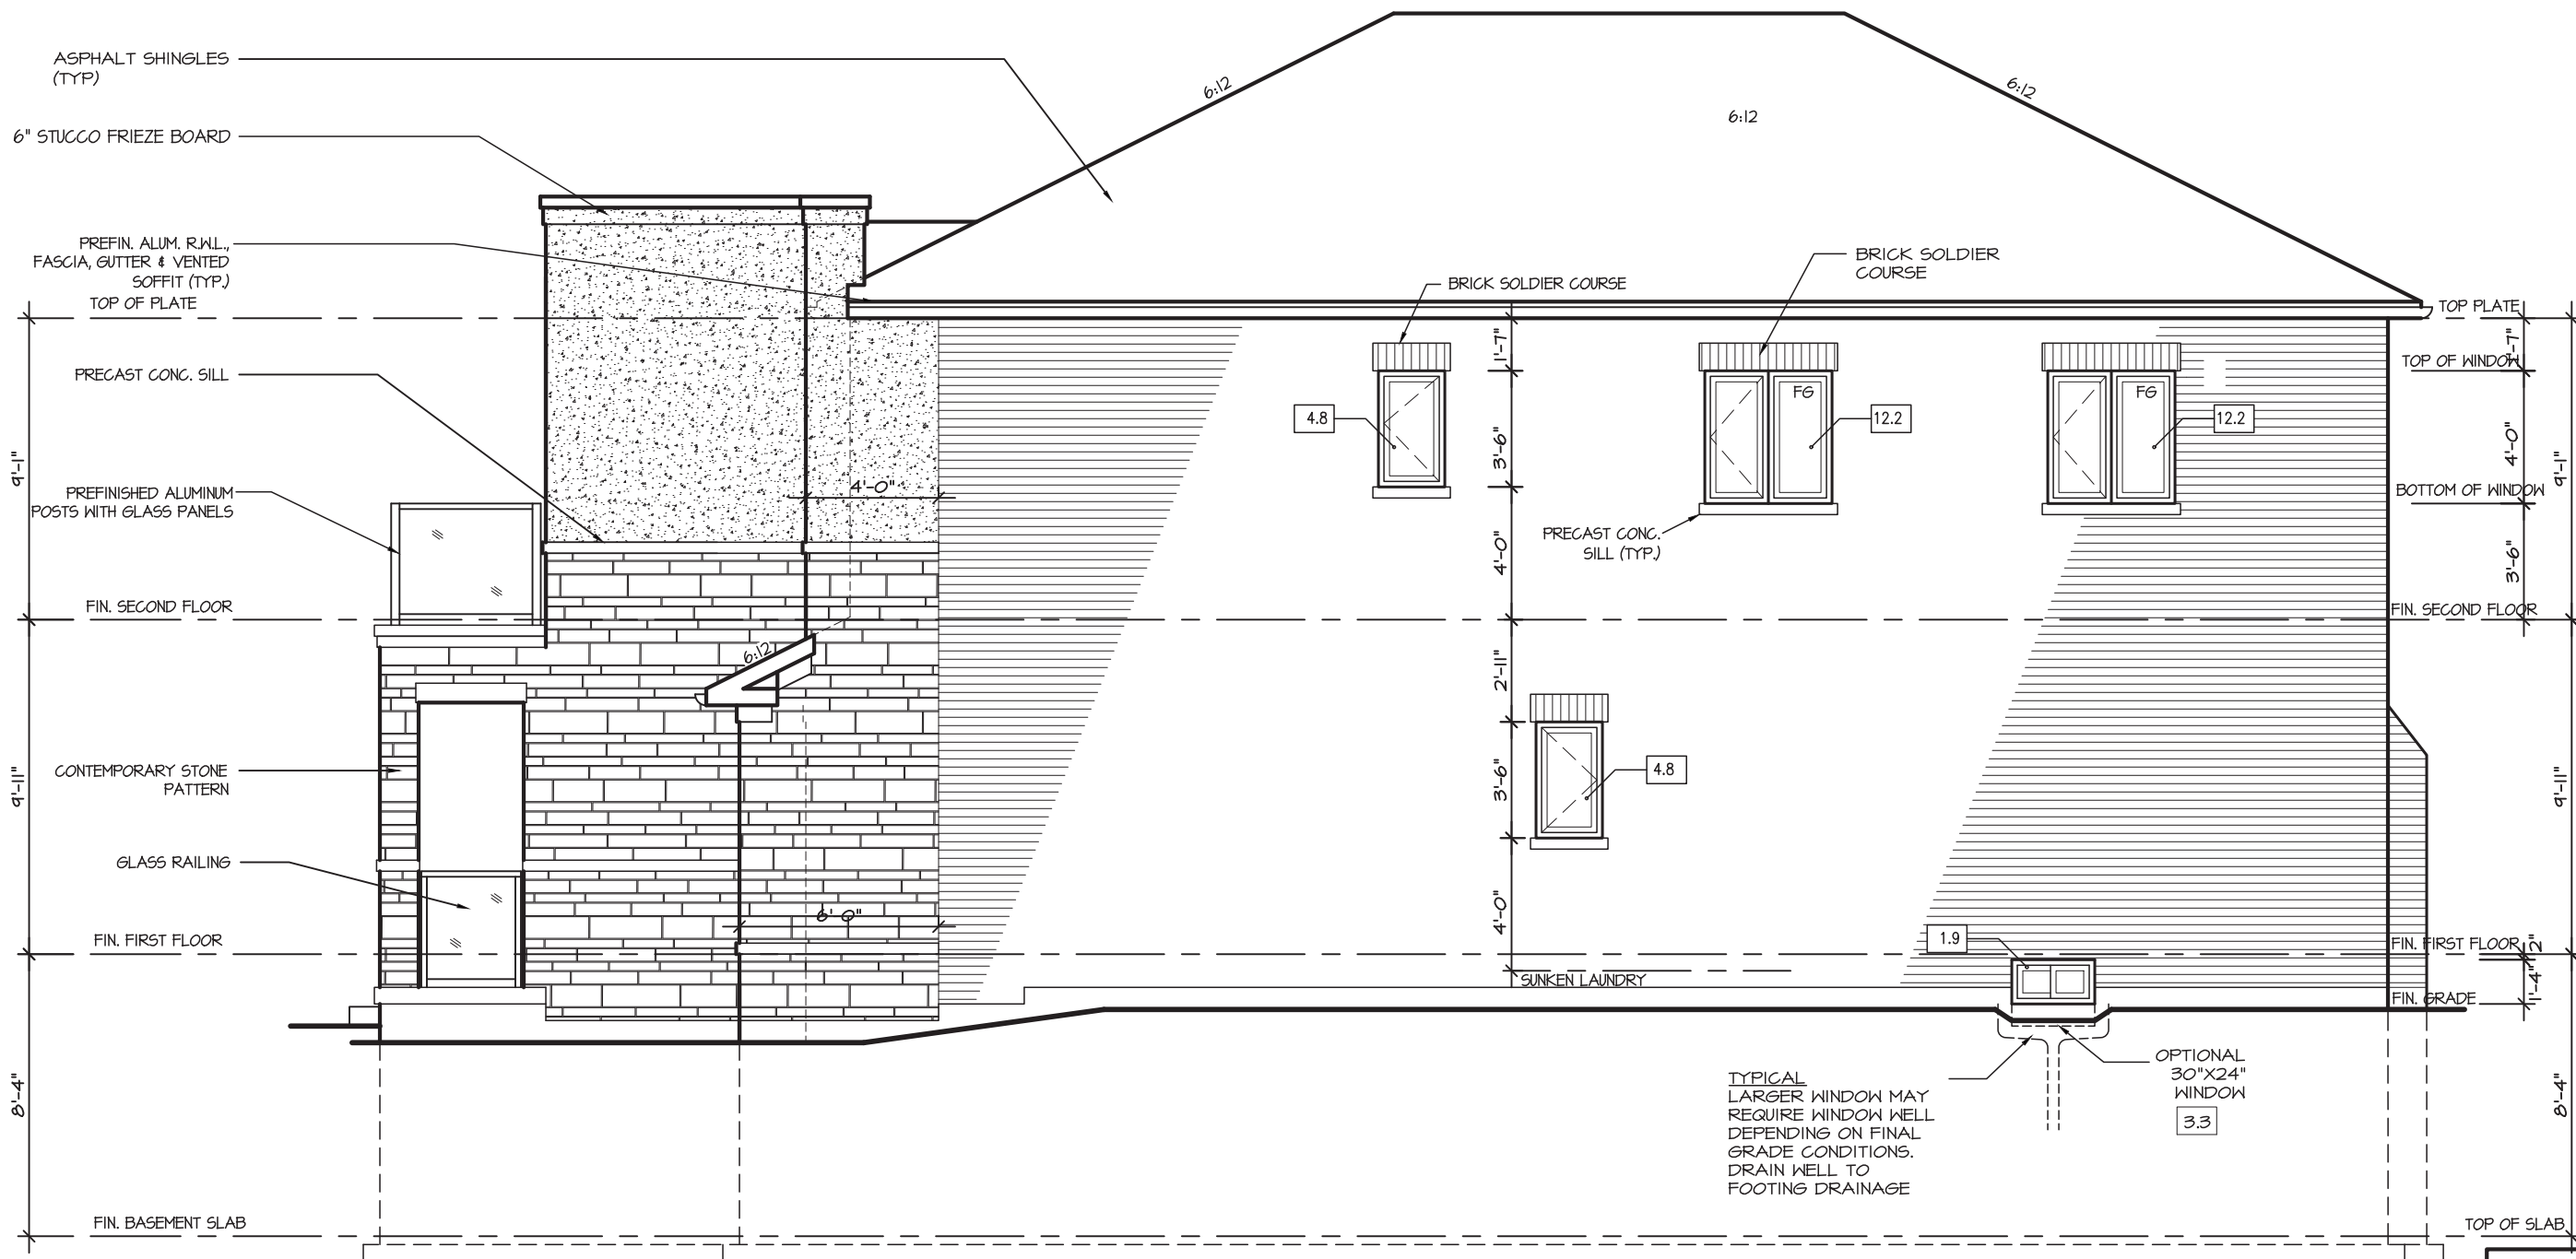 ASPHALT SHINGLES
(TYP)
6:12
6:12
6:12
6" STUCCO FRIEZE BOARD
PREFIN. ALUM. R.W.L.,
FASCIA, GUTTER & VENTED
SOFFIT (TYP.)
TOP OF PLATE
BRICK SOLDIER COURSE
BRICK SOLDIER
COURSE
TOP PLATE
1'-7"
1'-7"
TOP OF WINDOW
PRECAST CONC. SILL
FG
FG
4.8
12.2
12.2
9'-1"
3'-6"
4'-0"
9'-1"
PREFINISHED ALUMINUM
POSTS WITH GLASS PANELS
4'-0"
BOTTOM OF WINDOW
PRECAST CONC.
SILL (TYP.)
4'-0"
3'-6"
FIN. SECOND FLOOR
FIN. SECOND FLOOR
6:12
2'-11"
CONTEMPORARY STONE
PATTERN
9'-11"
3'-6"
4.8
9'-11"
GLASS RAILING
6'-0"
4'-0"
FIN. FIRST FLOOR
1.9
FIN. FIRST FLOOR
2"
SUNKEN LAUNDRY
1'-4"
FIN. GRADE
8'-4"
TYPICAL
LARGER WINDOW MAY
REQUIRE WINDOW WELL
DEPENDING ON FINAL
GRADE CONDITIONS.
DRAIN WELL TO
FOOTING DRAINAGE
OPTIONAL
30"X24"
WINDOW
3.3
8'-4"
FIN. BASEMENT SLAB
TOP OF SLAB